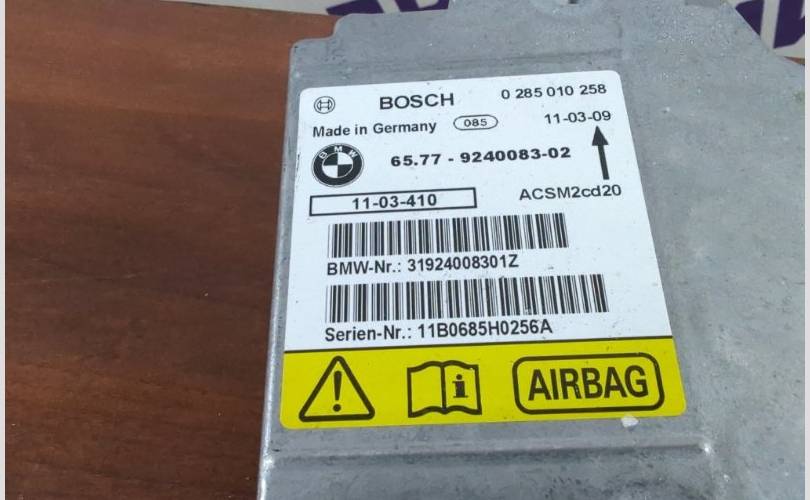 BOSCH 0 285 010 258
Made in Germany 085 11-03-09
BMW 65.77 - 9240083-02
11-03-410 ACSM2cd20
BMW-Nr.: 31924008301Z
Serien-Nr.: 11B0685H0256A
AIRBAG